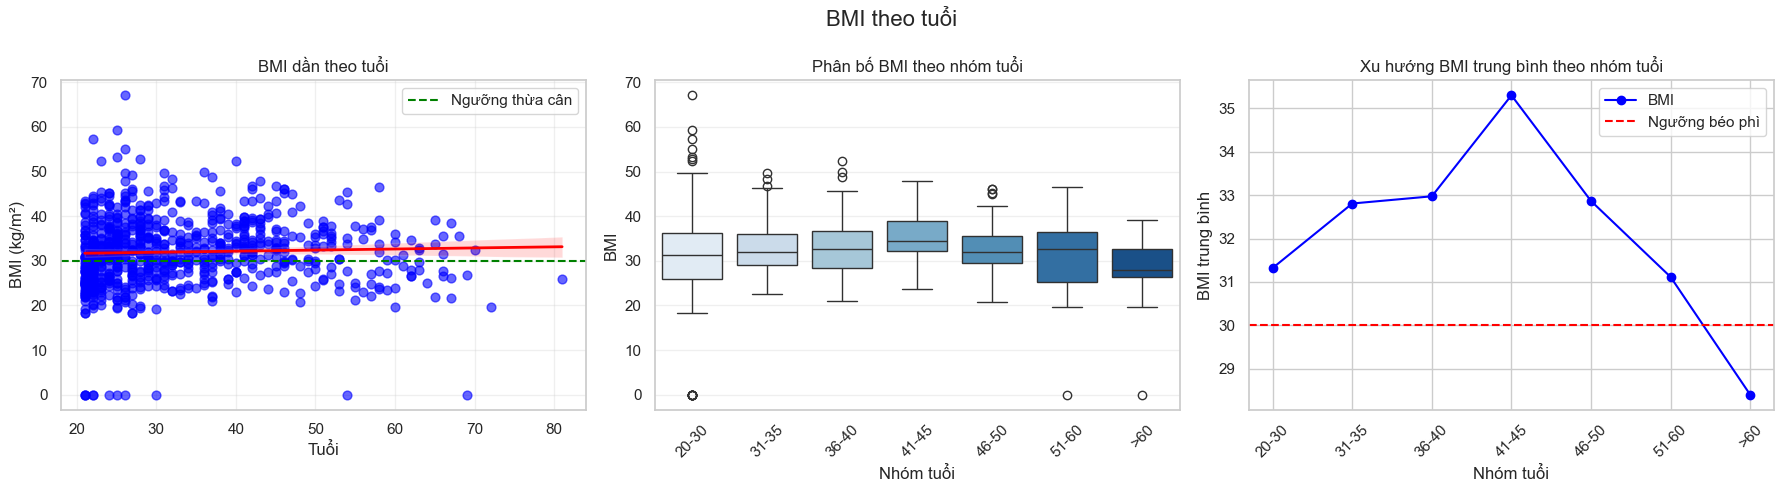 BMI theo tuổi
BMI dần theo tuổi
BMI (kg/m²)
70
60
50
40
30
20
10
0
Ngưỡng thừa cân
20 30 40 50 60 70 80
Tuổi
Phân bố BMI theo nhóm tuổi
BMI
70
60
50
40
30
20
10
0
20-30 31-35 36-40 41-45 46-50 51-60 >60
Nhóm tuổi
Xu hướng BMI trung bình theo nhóm tuổi
BMI trung bình
35
34
33
32
31
30
29
BMI
Ngưỡng béo phì
20-30 31-35 36-40 41-45 46-50 51-60 >60
Nhóm tuổi